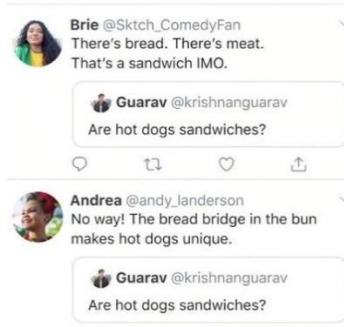 Brie @Sktch_ComedyFan
There's bread. There's meat.
That's a sandwich IMO.
Guarav @krishnanguarav
Are hot dogs sandwiches?
Andrea @andy_landerson
No way! The bread bridge in the bun
makes hot dogs unique.
Guarav @krishnanguarav
Are hot dogs sandwiches?